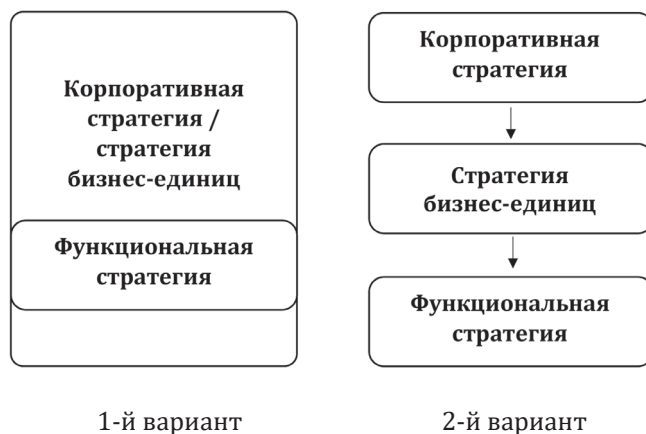 Корпоративная
стратегия /
стратегия
бизнес-единиц
Функциональная
стратегия
1-й вариант
Корпоративная
стратегия
Стратегия
бизнес-единиц
Функциональная
стратегия
2-й вариант